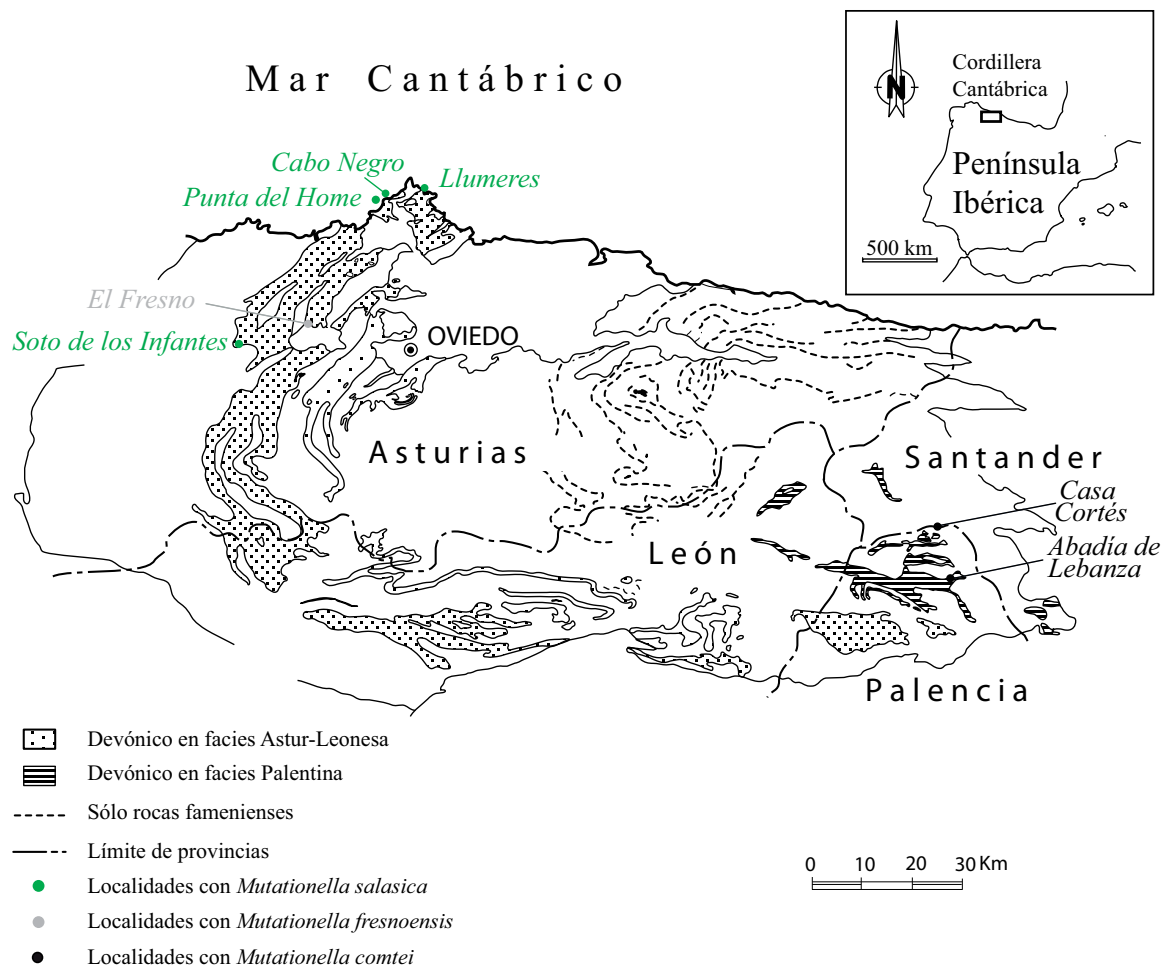 Mar Cantábrico
N
Cordillera
Cantábrica
Península
Ibérica
500 km
Cabo Negro
Llumeres
Punta del Home
El Fresno
Soto de los Infantes
OVIEDO
Asturias
Santander
Casa
Cortés
León
Abadía de
Lebanza
Palencia
Devónico en facies Astur-Leonesa
Devónico en facies Palentina
Sólo rocas famenienses
Límite de provincias
Localidades con Mutationella salasica
Localidades con Mutationella fresnoensis
Localidades con Mutationella comtei
0 10 20 30 Km